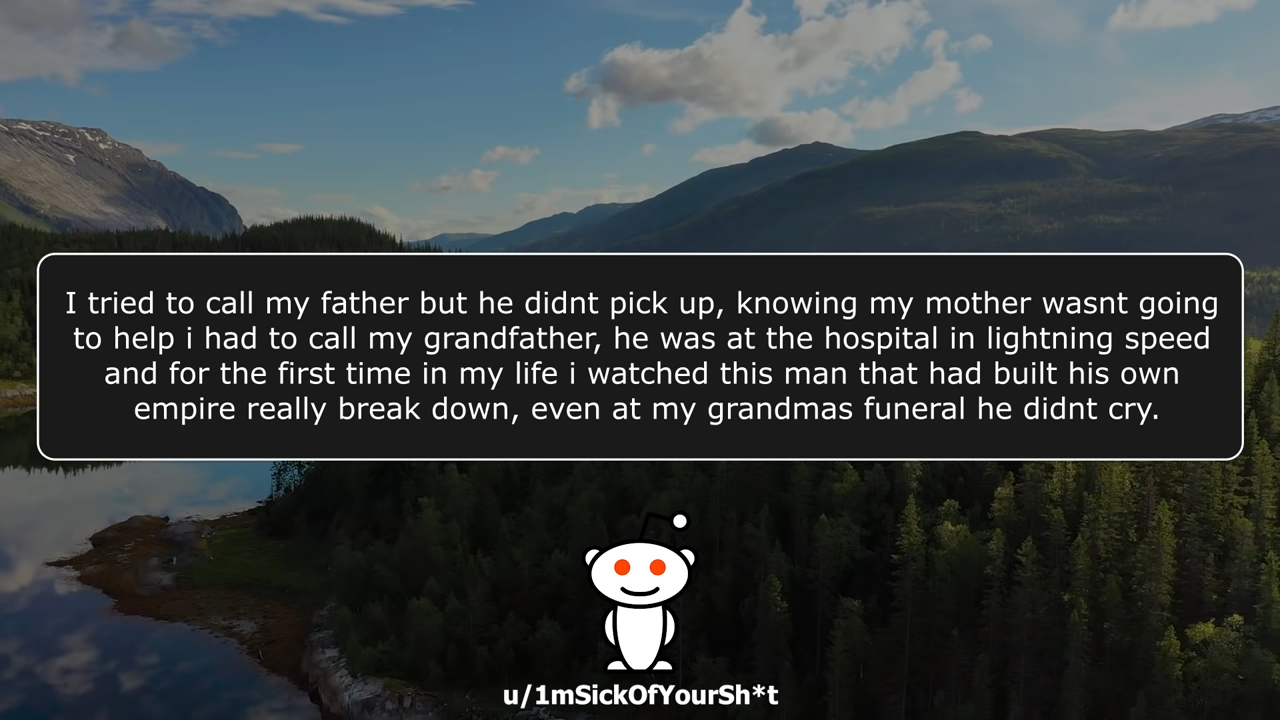 I tried to call my father but he didnt pick up, knowing my mother wasnt going
to help i had to call my grandfather, he was at the hospital in lightning speed
and for the first time in my life i watched this man that had built his own
empire really break down, even at my grandmas funeral he didnt cry.
u/1mSickOfYourSh*t